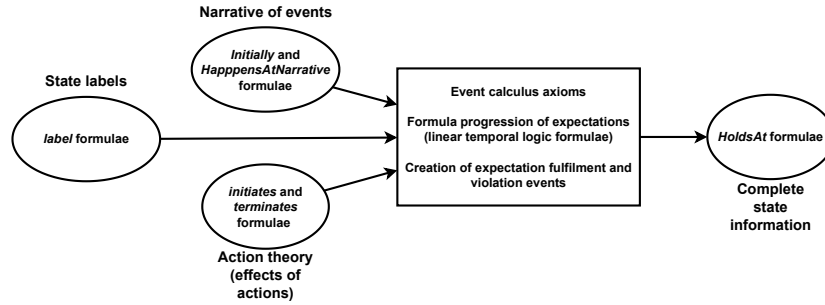 Narrative of events
Initially and
HapppensAtNarrative
formulae
State labels
label formulae
initiates and
terminates
formulae
Action theory
(effects of
actions)
Event calculus axioms
Formula progression of expectations
(linear temporal logic formulae)
Creation of expectation fulfilment and
violation events
HoldsAt formulae
Complete
state
information